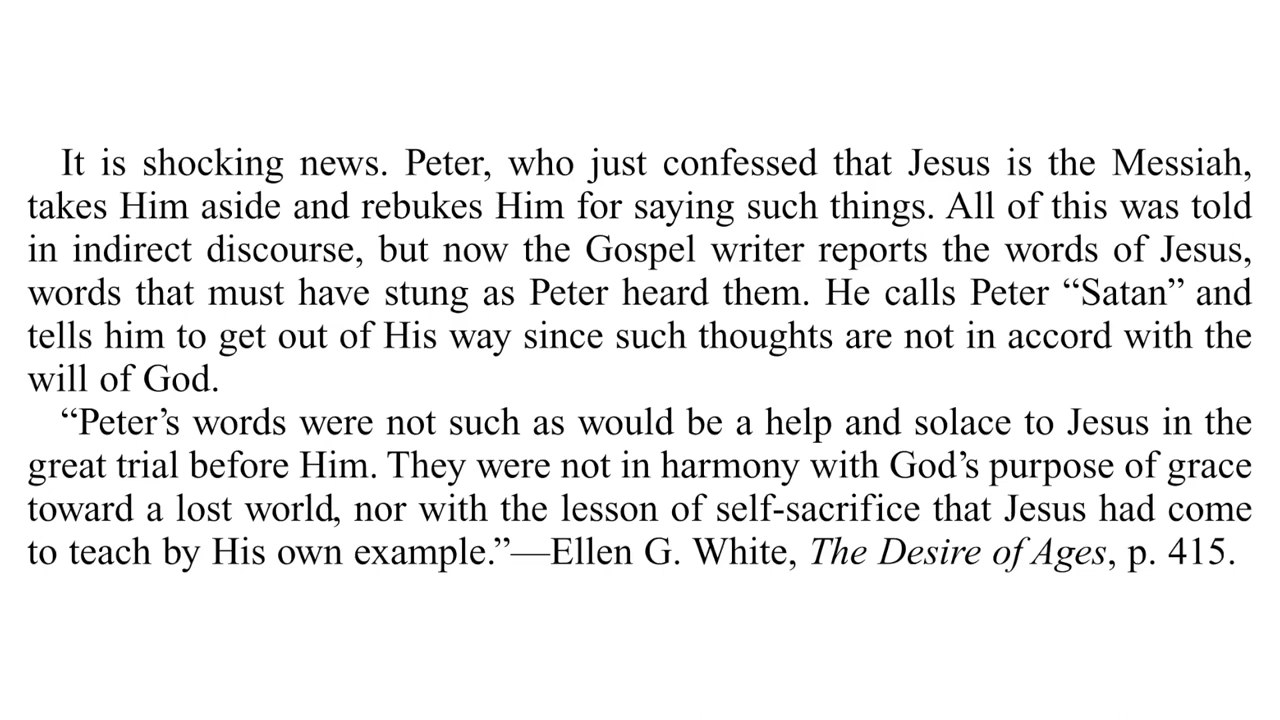 It is shocking news. Peter, who just confessed that Jesus is the Messiah,
takes Him aside and rebukes Him for saying such things. All of this was told
in indirect discourse, but now the Gospel writer reports the words of Jesus,
words that must have stung as Peter heard them. He calls Peter “Satan” and
tells him to get out of His way since such thoughts are not in accord with the
will of God.
“Peter’s words were not such as would be a help and solace to Jesus in the
great trial before Him. They were not in harmony with God’s purpose of grace
toward a lost world, nor with the lesson of self-sacrifice that Jesus had come
to teach by His own example.”—Ellen G. White, The Desire of Ages, p. 415.